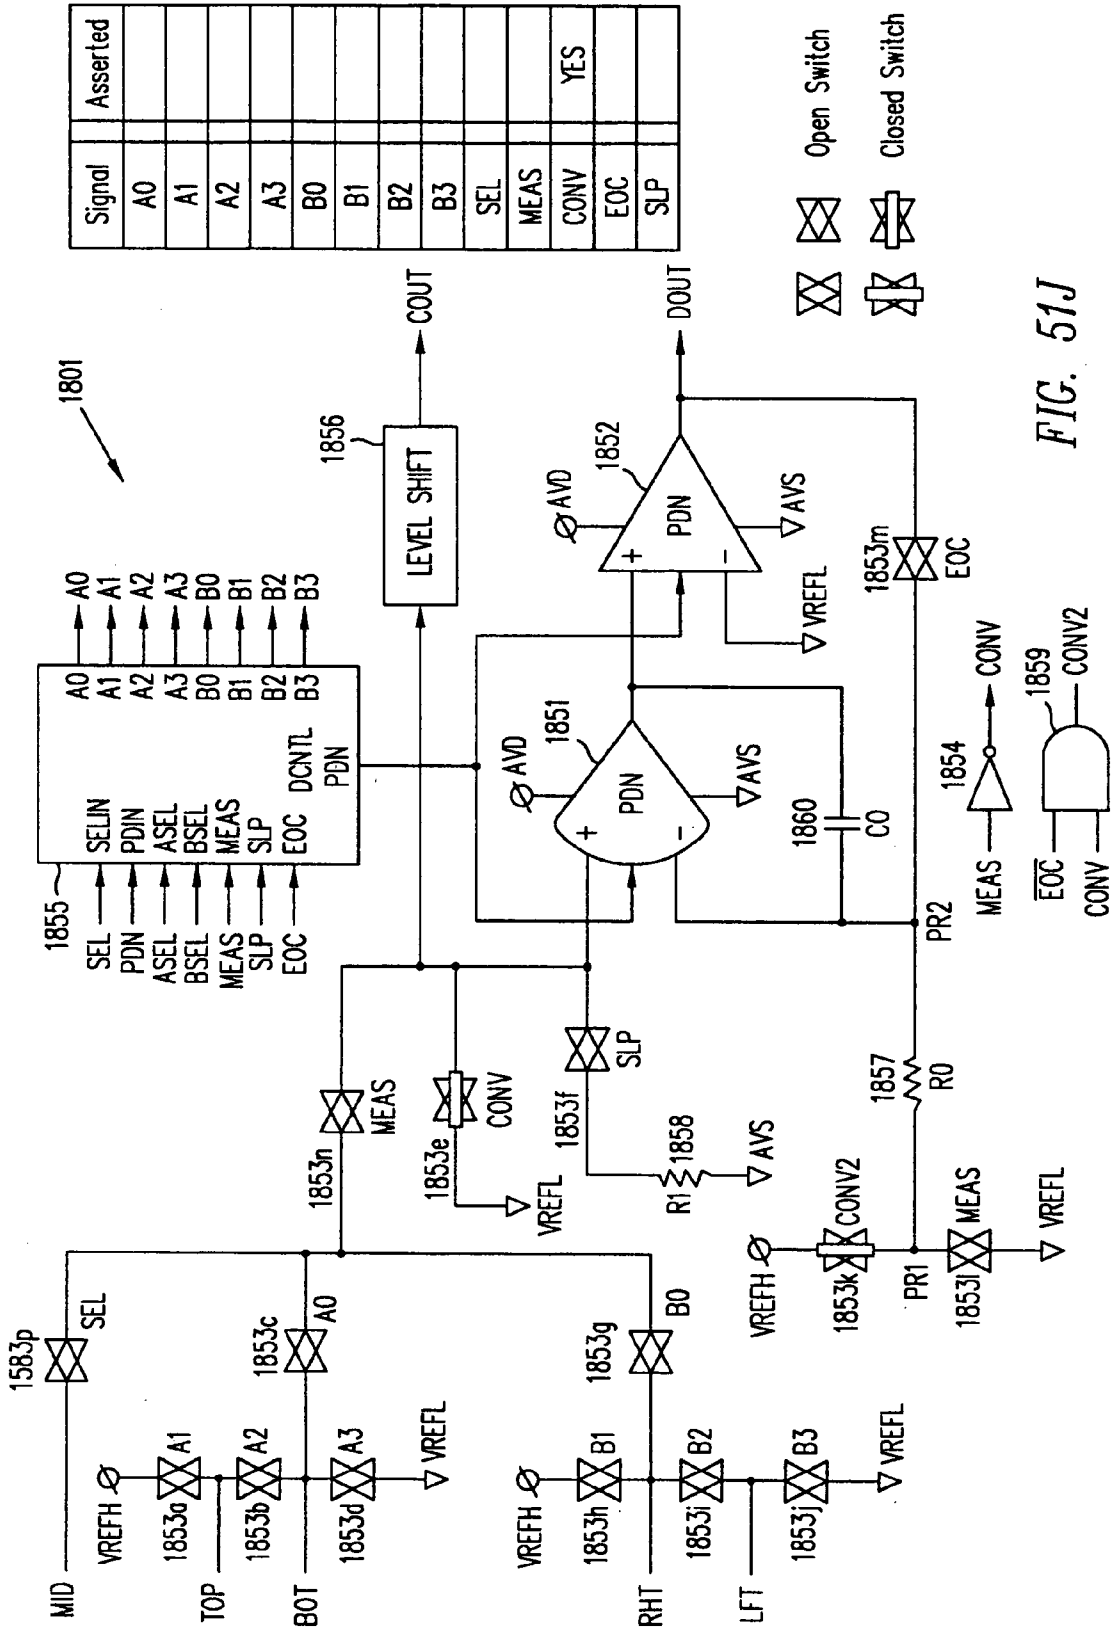 1801
1855
SEL
PDN
ASEL
BSEL
MEAS
SLP
EOC
SELIN
PDIN
ASEL
BSEL
MEAS
SLP
EOC
DCNTL
PDN
A0
A1
A2
A3
B0
B1
B2
B3
A0
A1
A2
A3
B0
B1
B2
B3
Signal Asserted
A0
A1
A2
A3
B0
B1
B2
B3
SEL
MEAS
CONV YES
EOC
SLP
1856
LEVEL SHIFT
COUT
MID
1583p
SEL
VREFH
1853a
A1
TOP
1853b
A2
BOT
1853c
A0
1853d
A3
VREFL
1853n
MEAS
1853e
CONV
VREFL
1853f
SLP
R1
1858
AVS
VREFH
1853h
B1
RHT
1853g
B0
1853i
B2
LFT
1853j
B3
VREFL
AVD
1851
+
PDN
−
AVS
1860
C0
AVD
1852
+
PDN
−
AVS
VREFL
DOUT
1853m
EOC
VREFH
1853k
CONV2
PR1
1853l
MEAS
VREFL
1857
R0
PR2
1854
MEAS
CONV
1859
E̅O̅C̅
CONV
CONV2
Open Switch
Closed Switch
FIG. 51J